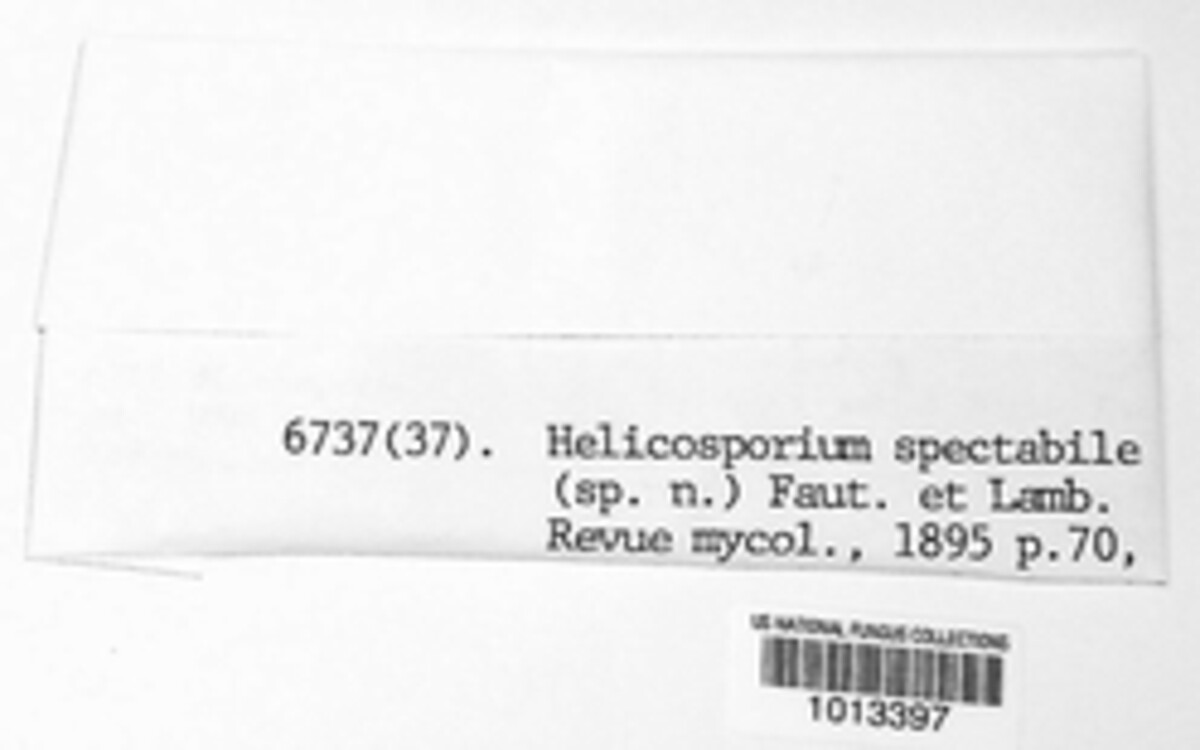 6737(37). Helicosporium spectabile
(sp. n.) Faut. et Lamb.
Revue mycol., 1895 p.70,
US NATIONAL FUNGUS COLLECTIONS
1013397